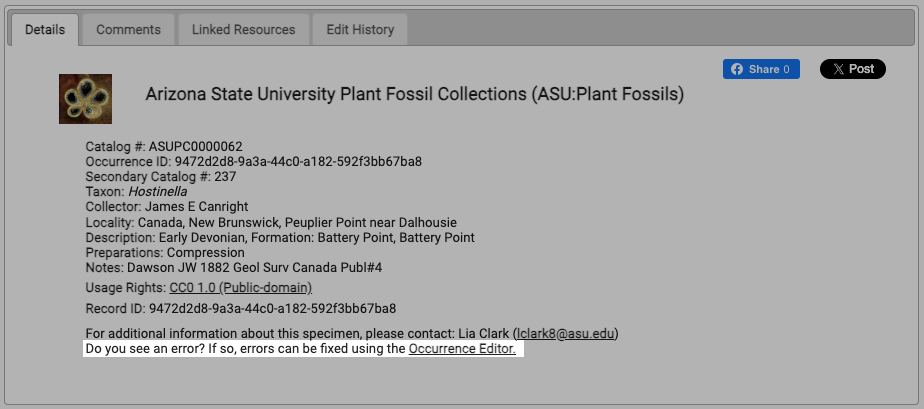 Details
Comments
Linked Resources
Edit History
Share 0
Post
Arizona State University Plant Fossil Collections (ASU:Plant Fossils)
Catalog #: ASUPC0000062
Occurrence ID: 9472d2d8-9a3a-44c0-a182-592f3bb67ba8
Secondary Catalog #: 237
Taxon: Hostinella
Collector: James E Canright
Locality: Canada, New Brunswick, Peuplier Point near Dalhousie
Description: Early Devonian, Formation: Battery Point, Battery Point
Preparations: Compression
Notes: Dawson JW 1882 Geol Surv Canada Publ#4
Usage Rights: CC0 1.0 (Public-domain)
Record ID: 9472d2d8-9a3a-44c0-a182-592f3bb67ba8
For additional information about this specimen, please contact: Lia Clark (lclark8@asu.edu)
Do you see an error? If so, errors can be fixed using the Occurrence Editor.